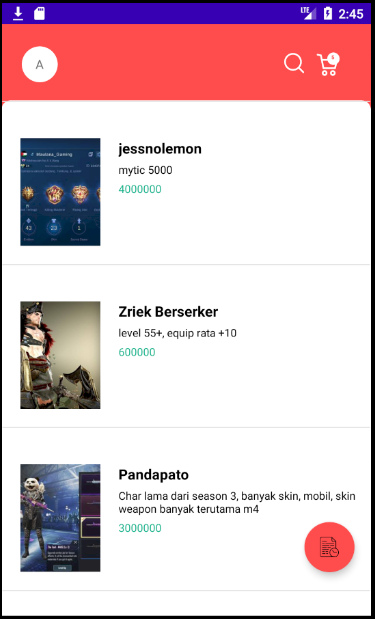 LTE 2:45
A
1
jessnolemon
mytic 5000
4000000
Zriek Berserker
level 55+, equip rata +10
600000
Pandapato
Char lama dari season 3, banyak skin, mobil, skin
weapon banyak terutama m4
3000000